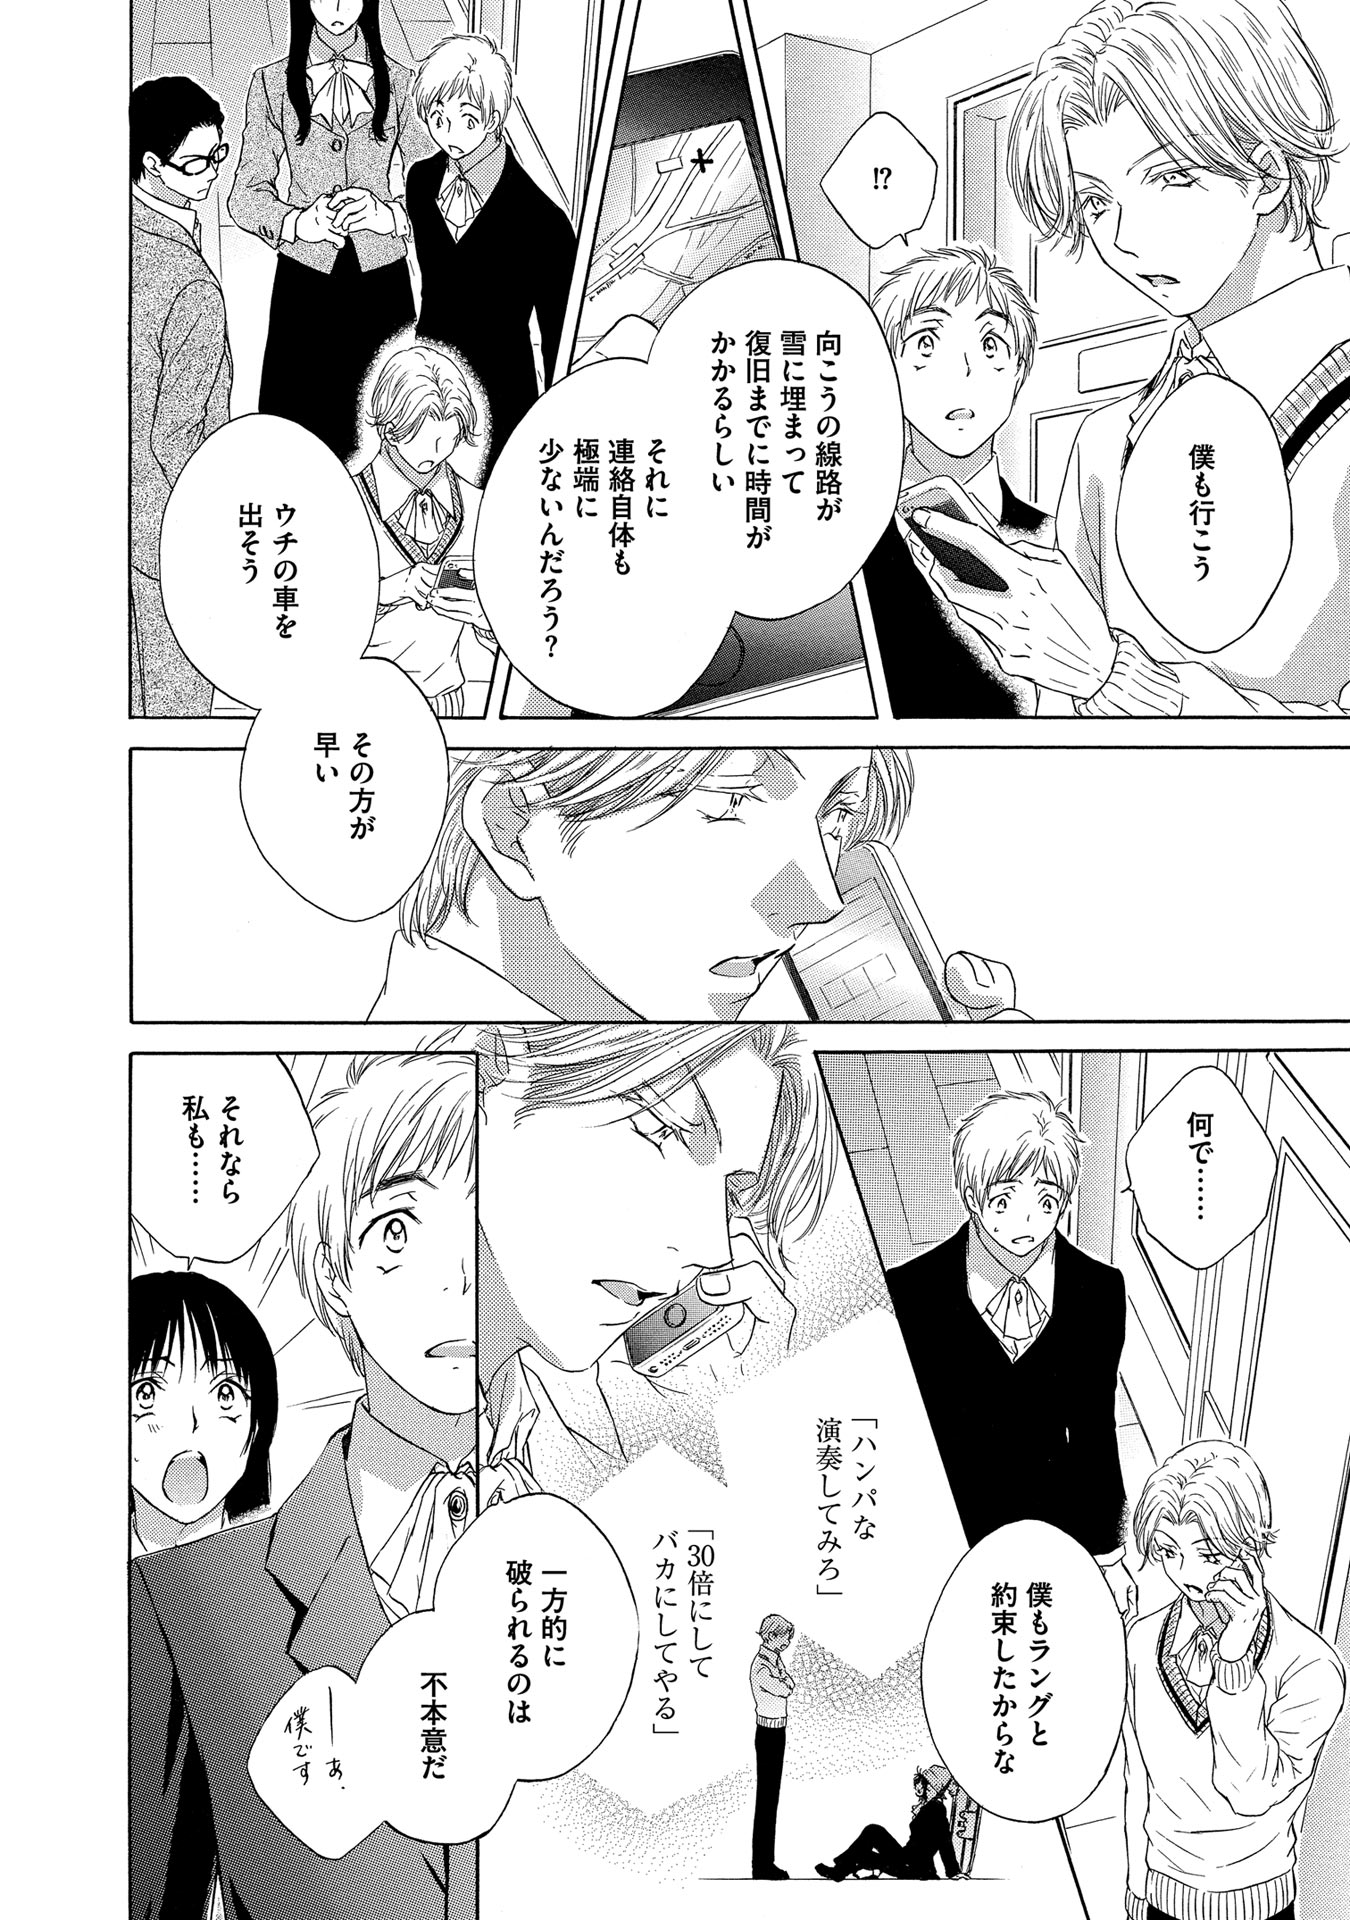 僕も行こう
!?
向こうの線路が
雪に埋まって
復旧までに時間が
かかるらしい
それに
連絡自体も
極端に
少ないんだろう?
ウチの車を
出そう
その方が
早い
何で……
僕もラングと
約束したからな
「ハンパな
演奏してみろ」
「30倍にして
バカにしてやる」
一方的に
破られるのは
不本意だ
ーあ、
僕です
それなら
私も……